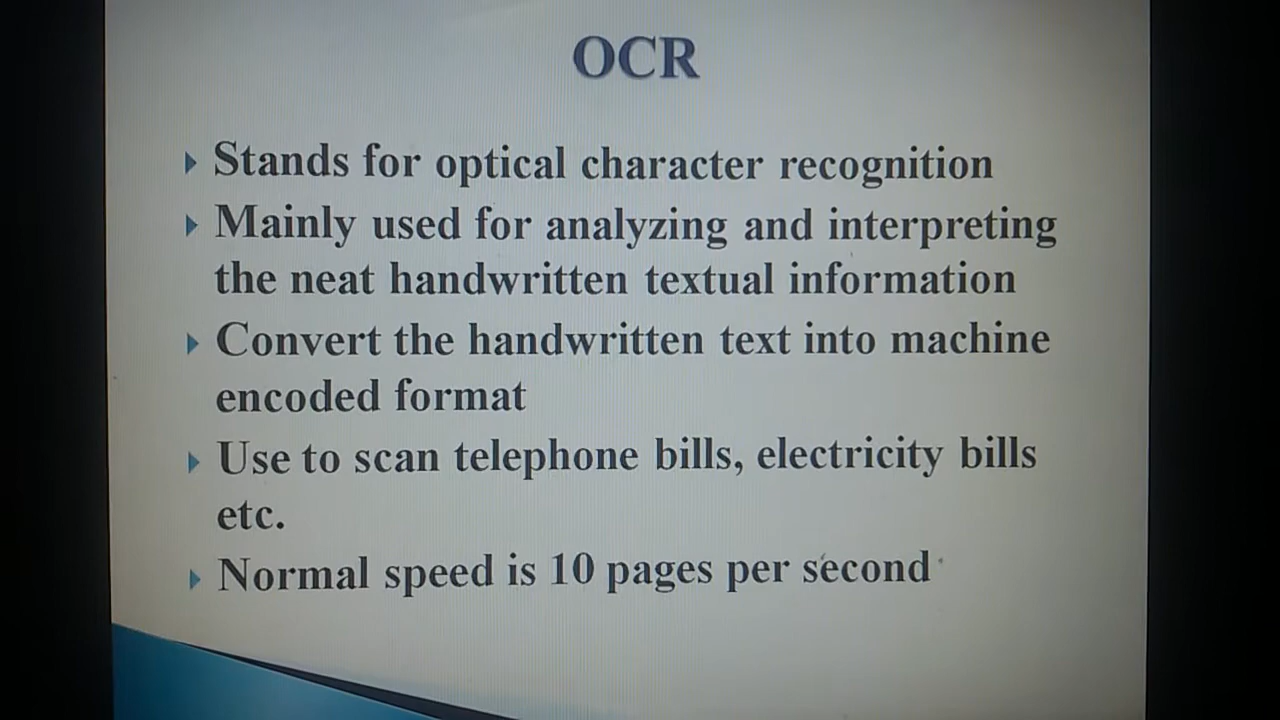 OCR
Stands for optical character recognition
Mainly used for analyzing and interpreting
the neat handwritten textual information
Convert the handwritten text into machine
encoded format
Use to scan telephone bills, electricity bills
etc.
Normal speed is 10 pages per second